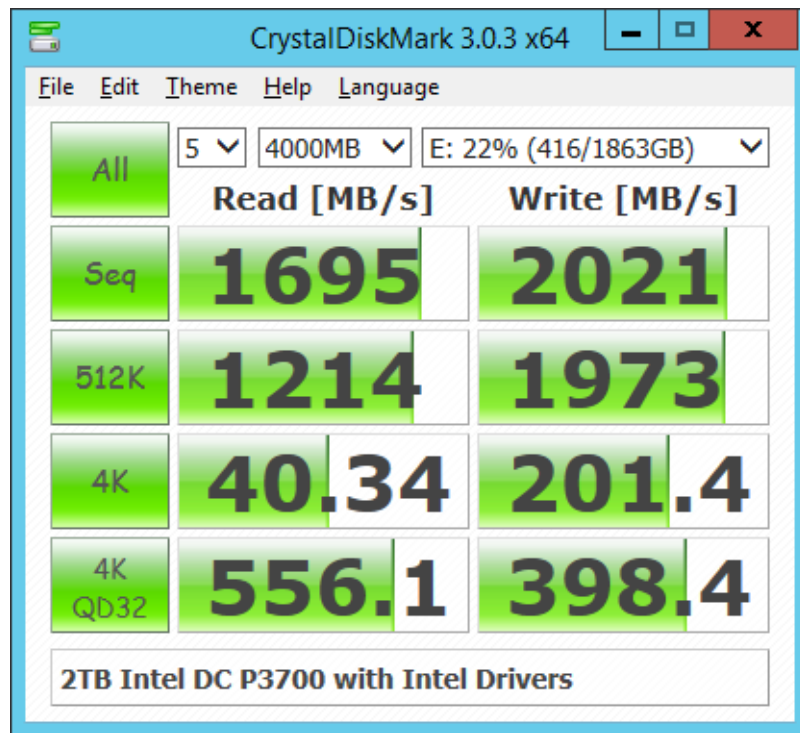 CrystalDiskMark 3.0.3 x64
File Edit Theme Help Language
All 5 4000MB E: 22% (416/1863GB)
Read [MB/s] Write [MB/s]
Seq 1695 2021
512K 1214 1973
4K 40.34 201.4
4K QD32 556.1 398.4
2TB Intel DC P3700 with Intel Drivers